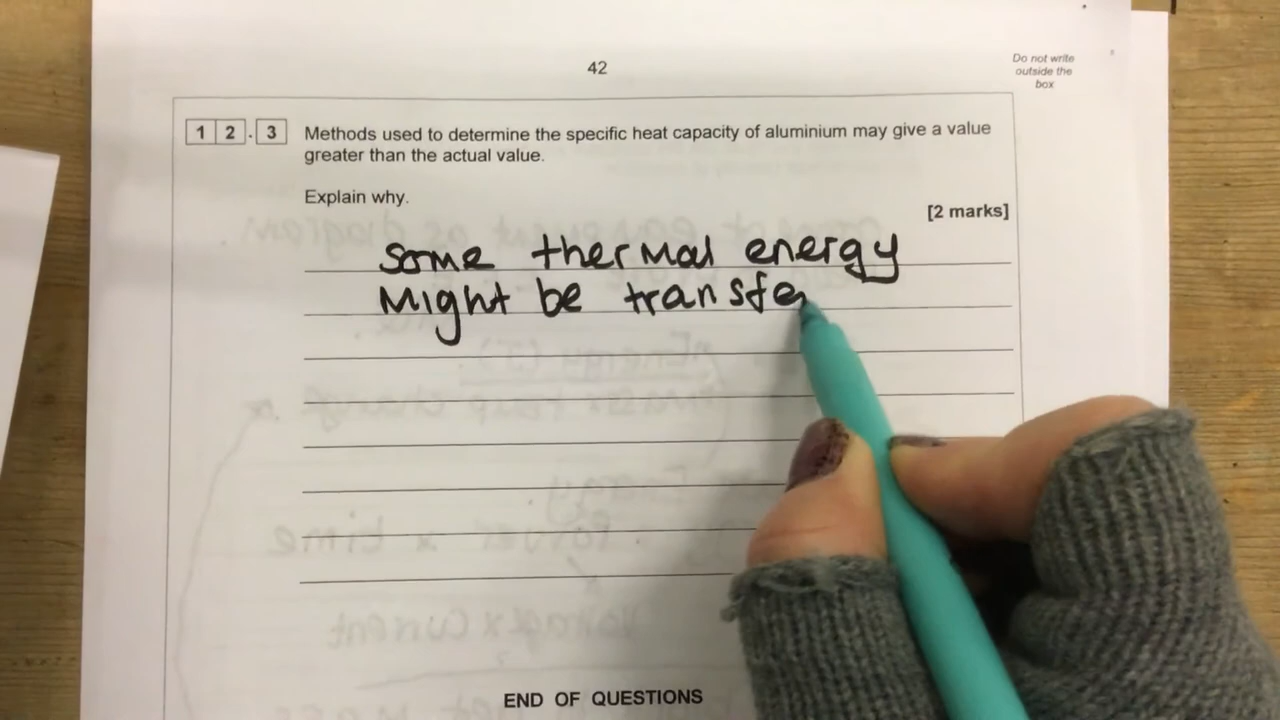 42
Do not write
outside the
box
1 2 . 3 Methods used to determine the specific heat capacity of aluminium may give a value
greater than the actual value.
Explain why.
[2 marks]
some thermal energy
Might be transfe
END OF QUESTIONS